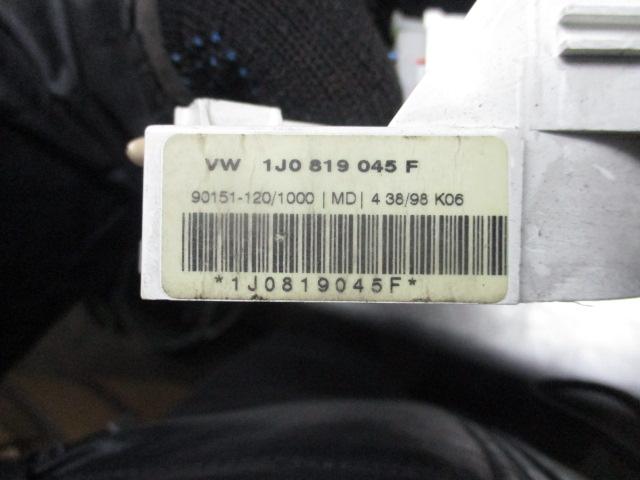 VW 1J0 819 045 F
90151-120/1000 | MD | 4 38/98 K06
*1J0819045F*